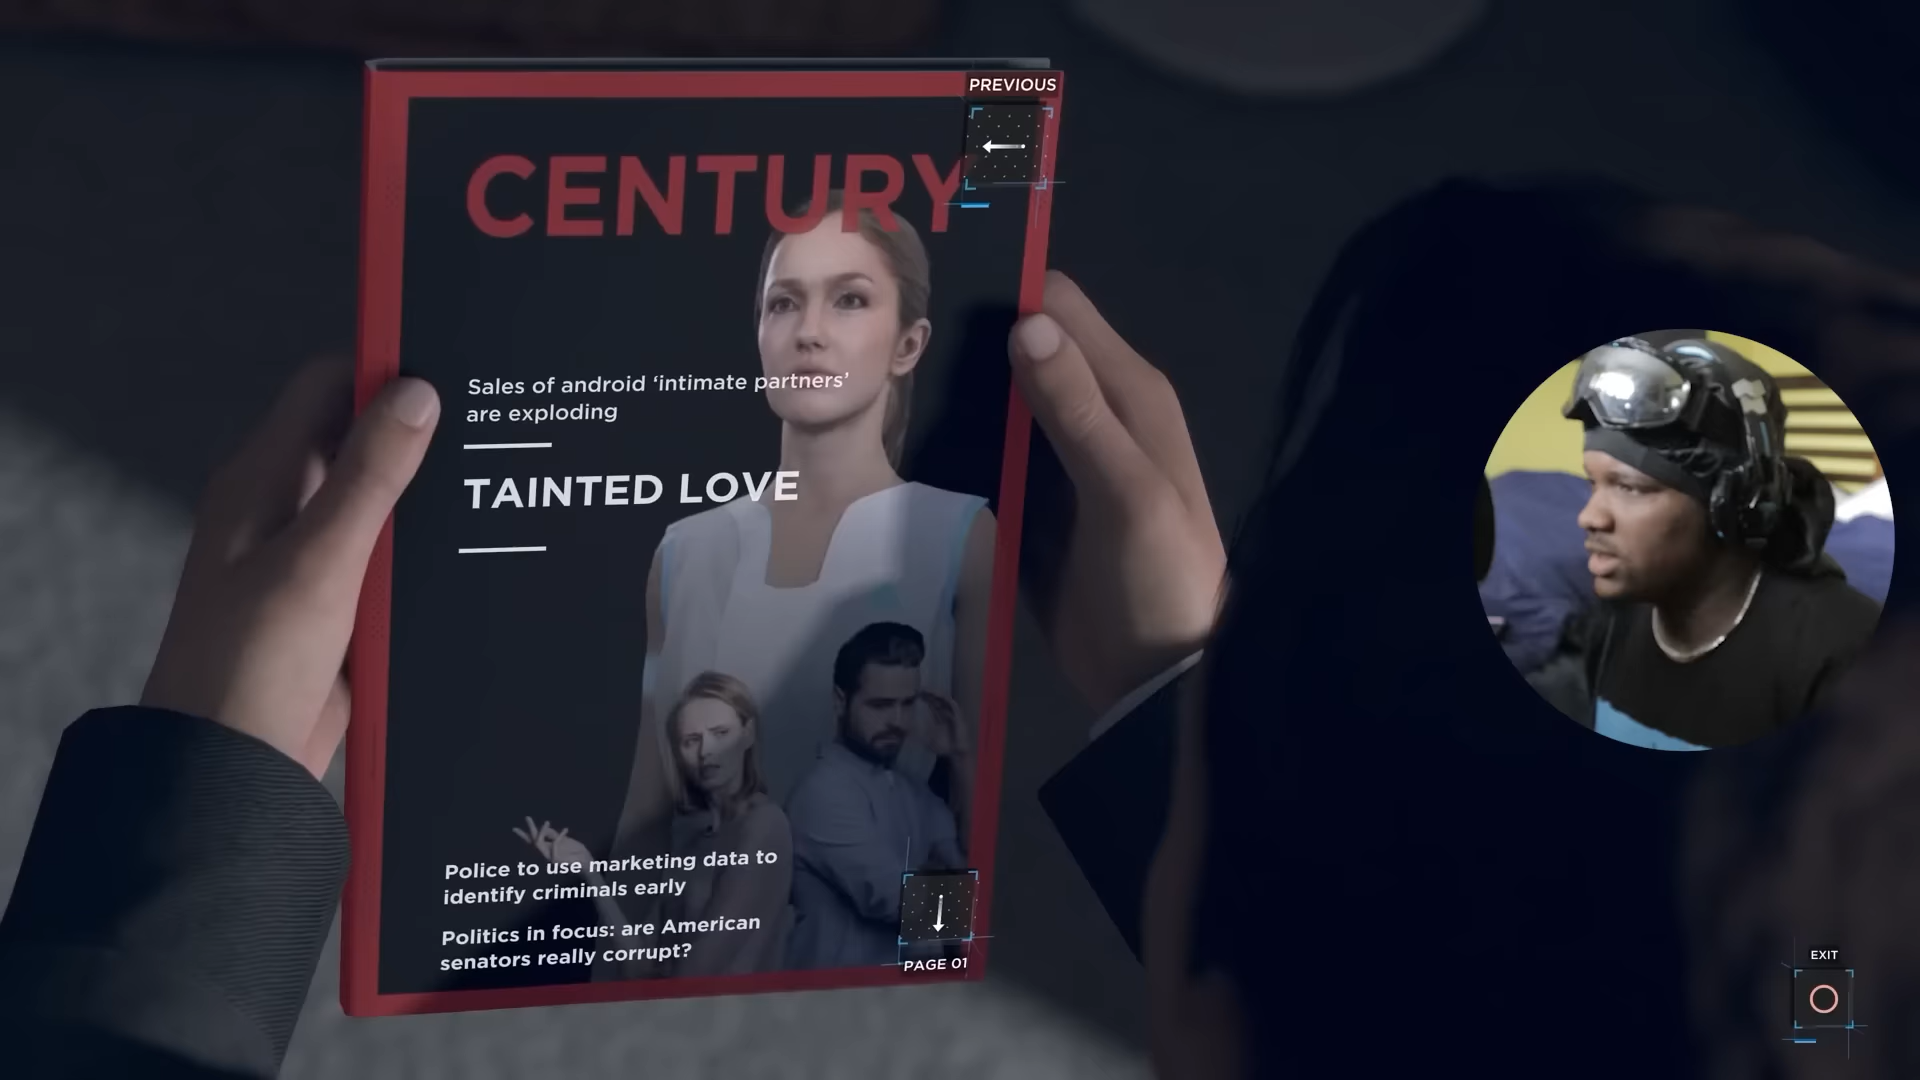 PREVIOUS
CENTURY
Sales of android ‘intimate partners’
are exploding
TAINTED LOVE
Police to use marketing data to
identify criminals early
Politics in focus: are American
senators really corrupt?
PAGE 01
EXIT